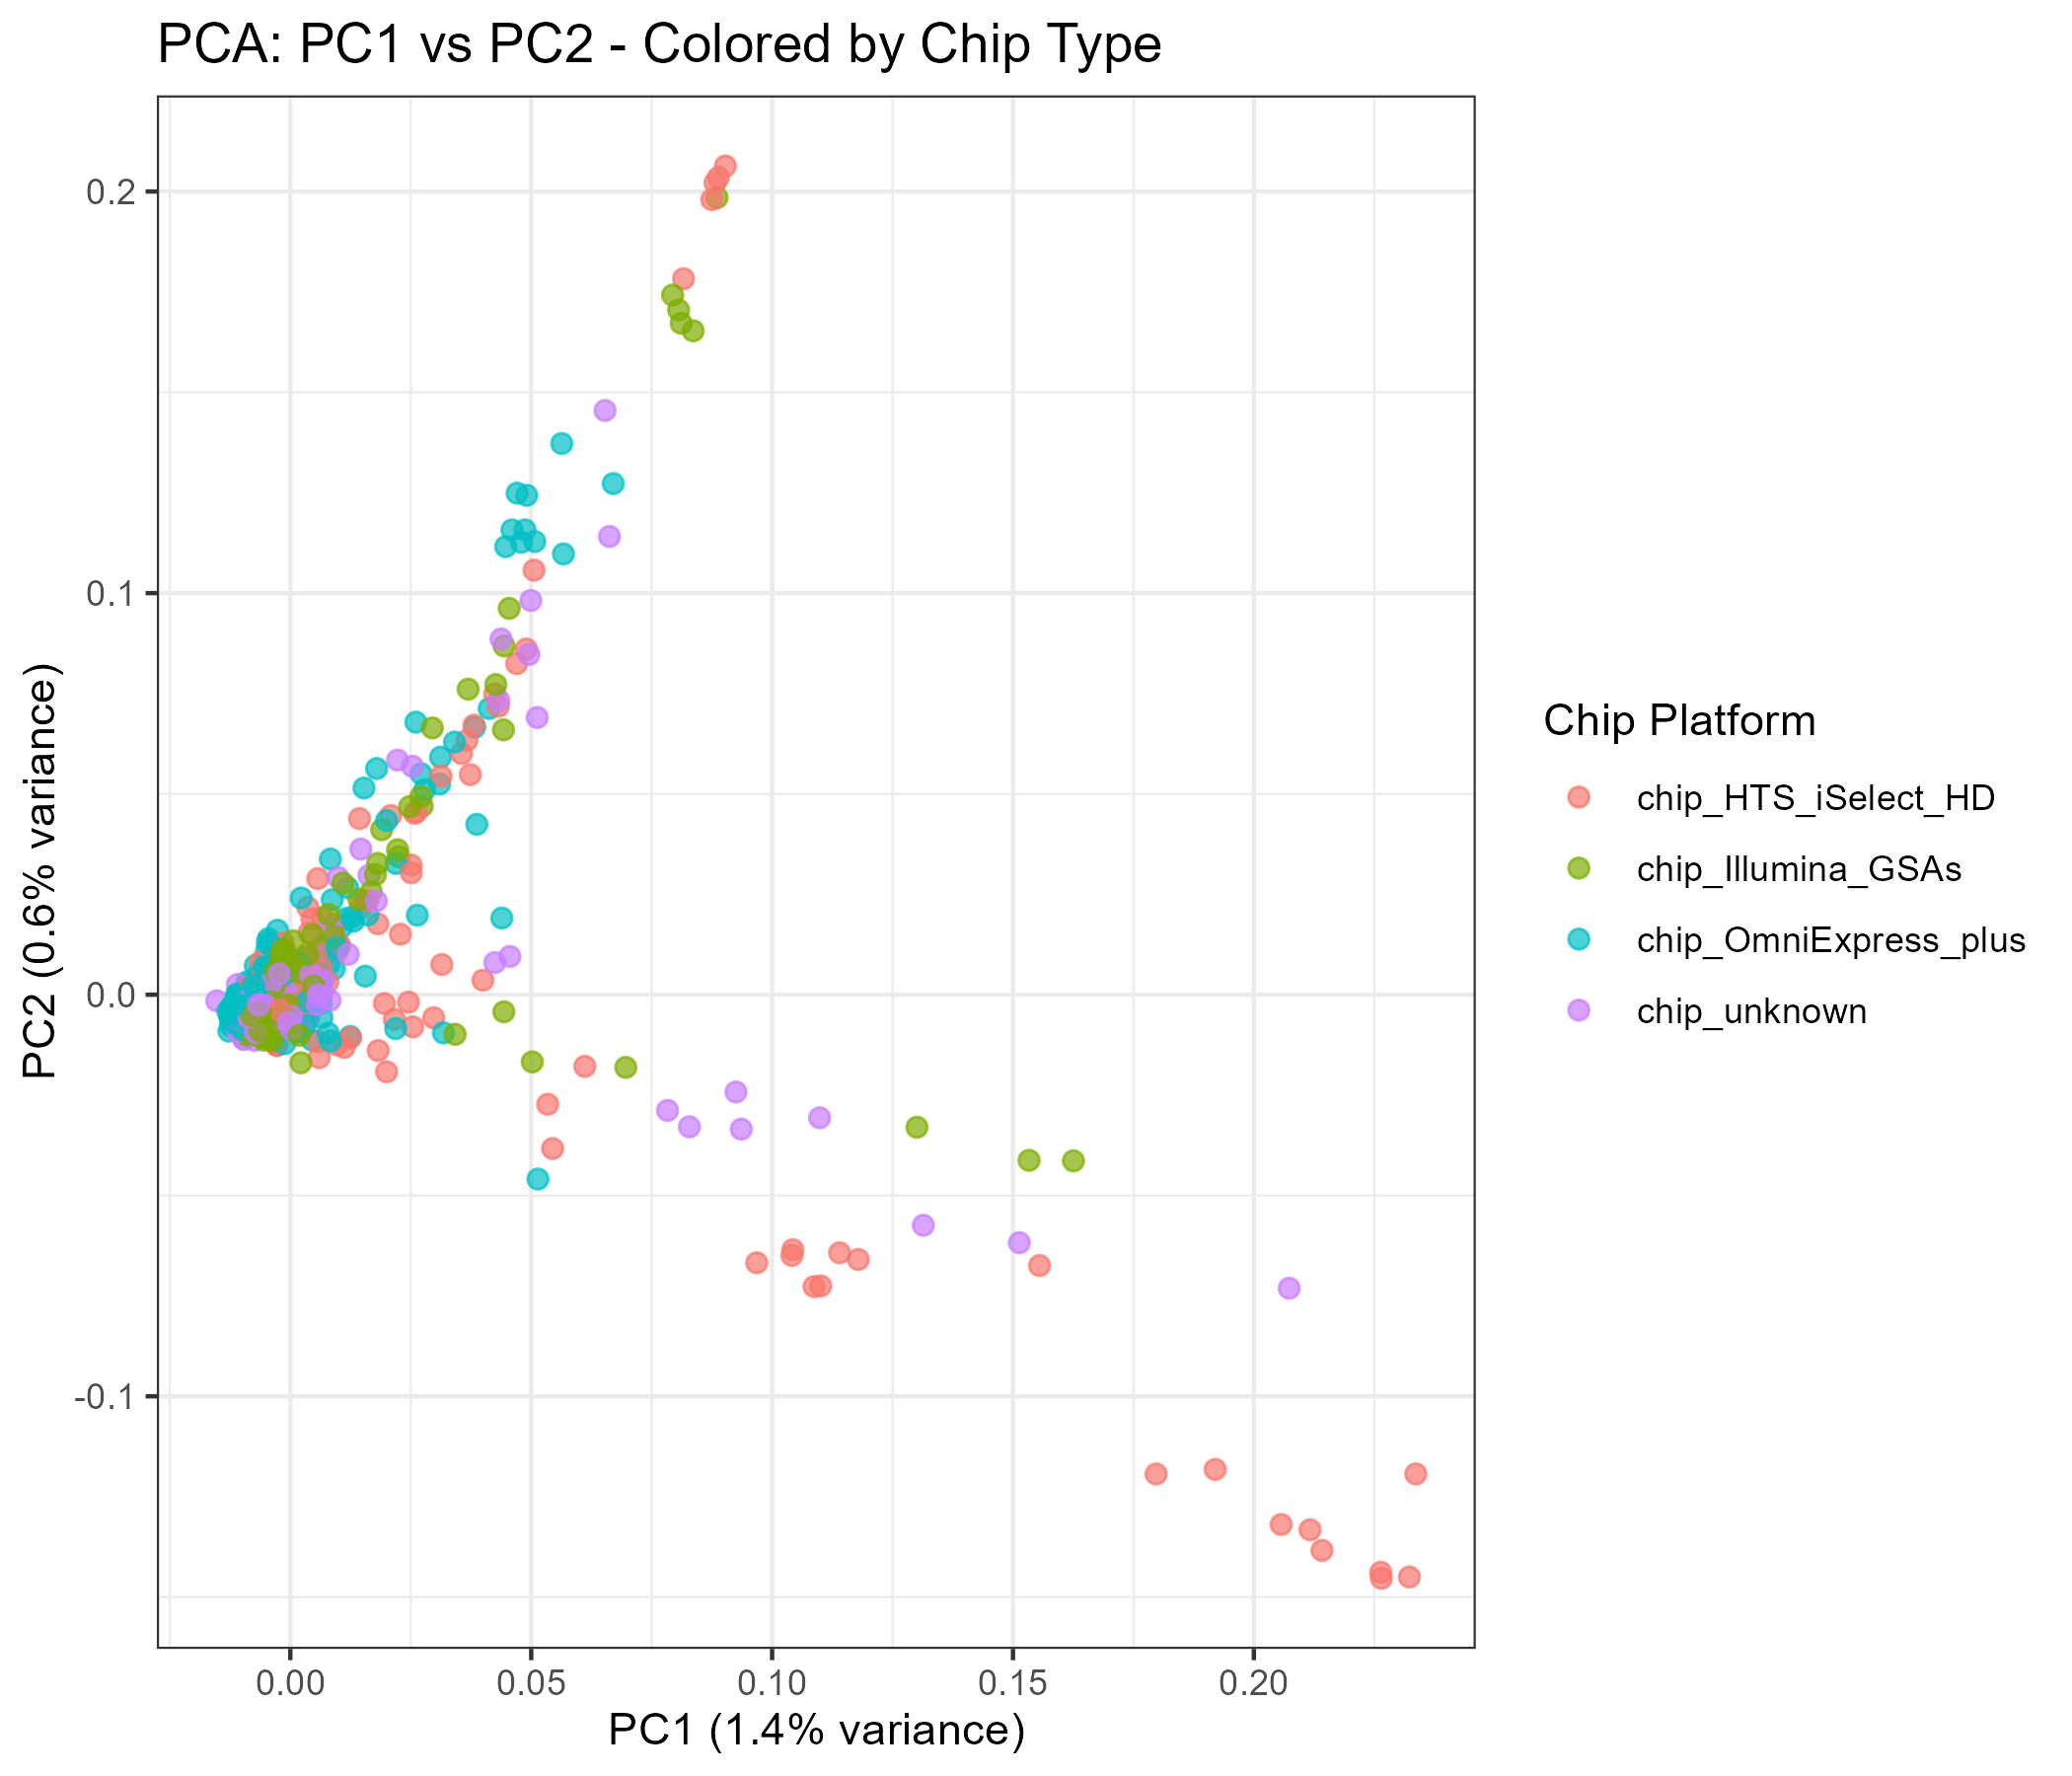 PCA: PC1 vs PC2 - Colored by Chip Type
PC2 (0.6% variance)
0.2
0.1
0.0
-0.1
0.00
0.05
0.10
0.15
0.20
PC1 (1.4% variance)
Chip Platform
chip_HTS_iSelect_HD
chip_Illumina_GSAs
chip_OmniExpress_plus
chip_unknown